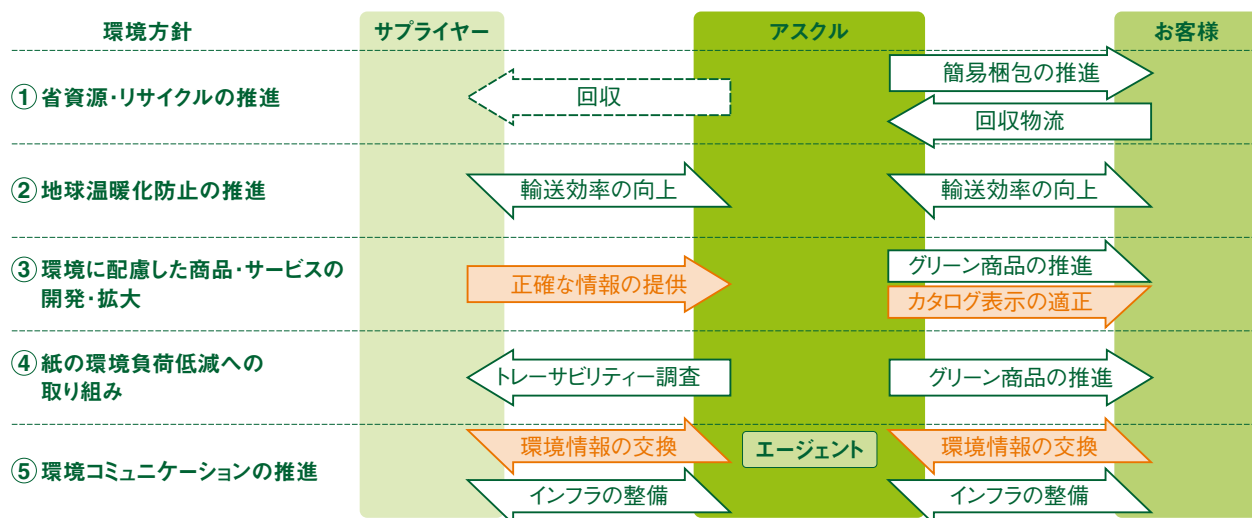 環境方針
サプライヤー
アスクル
お客様
①省資源・リサイクルの推進
回収
簡易梱包の推進
回収物流
②地球温暖化防止の推進
輸送効率の向上
輸送効率の向上
③環境に配慮した商品・サービスの
開発・拡大
正確な情報の提供
グリーン商品の推進
カタログ表示の適正
④紙の環境負荷低減への
取り組み
トレーサビリティー調査
グリーン商品の推進
⑤環境コミュニケーションの推進
環境情報の交換
エージェント
環境情報の交換
インフラの整備
インフラの整備